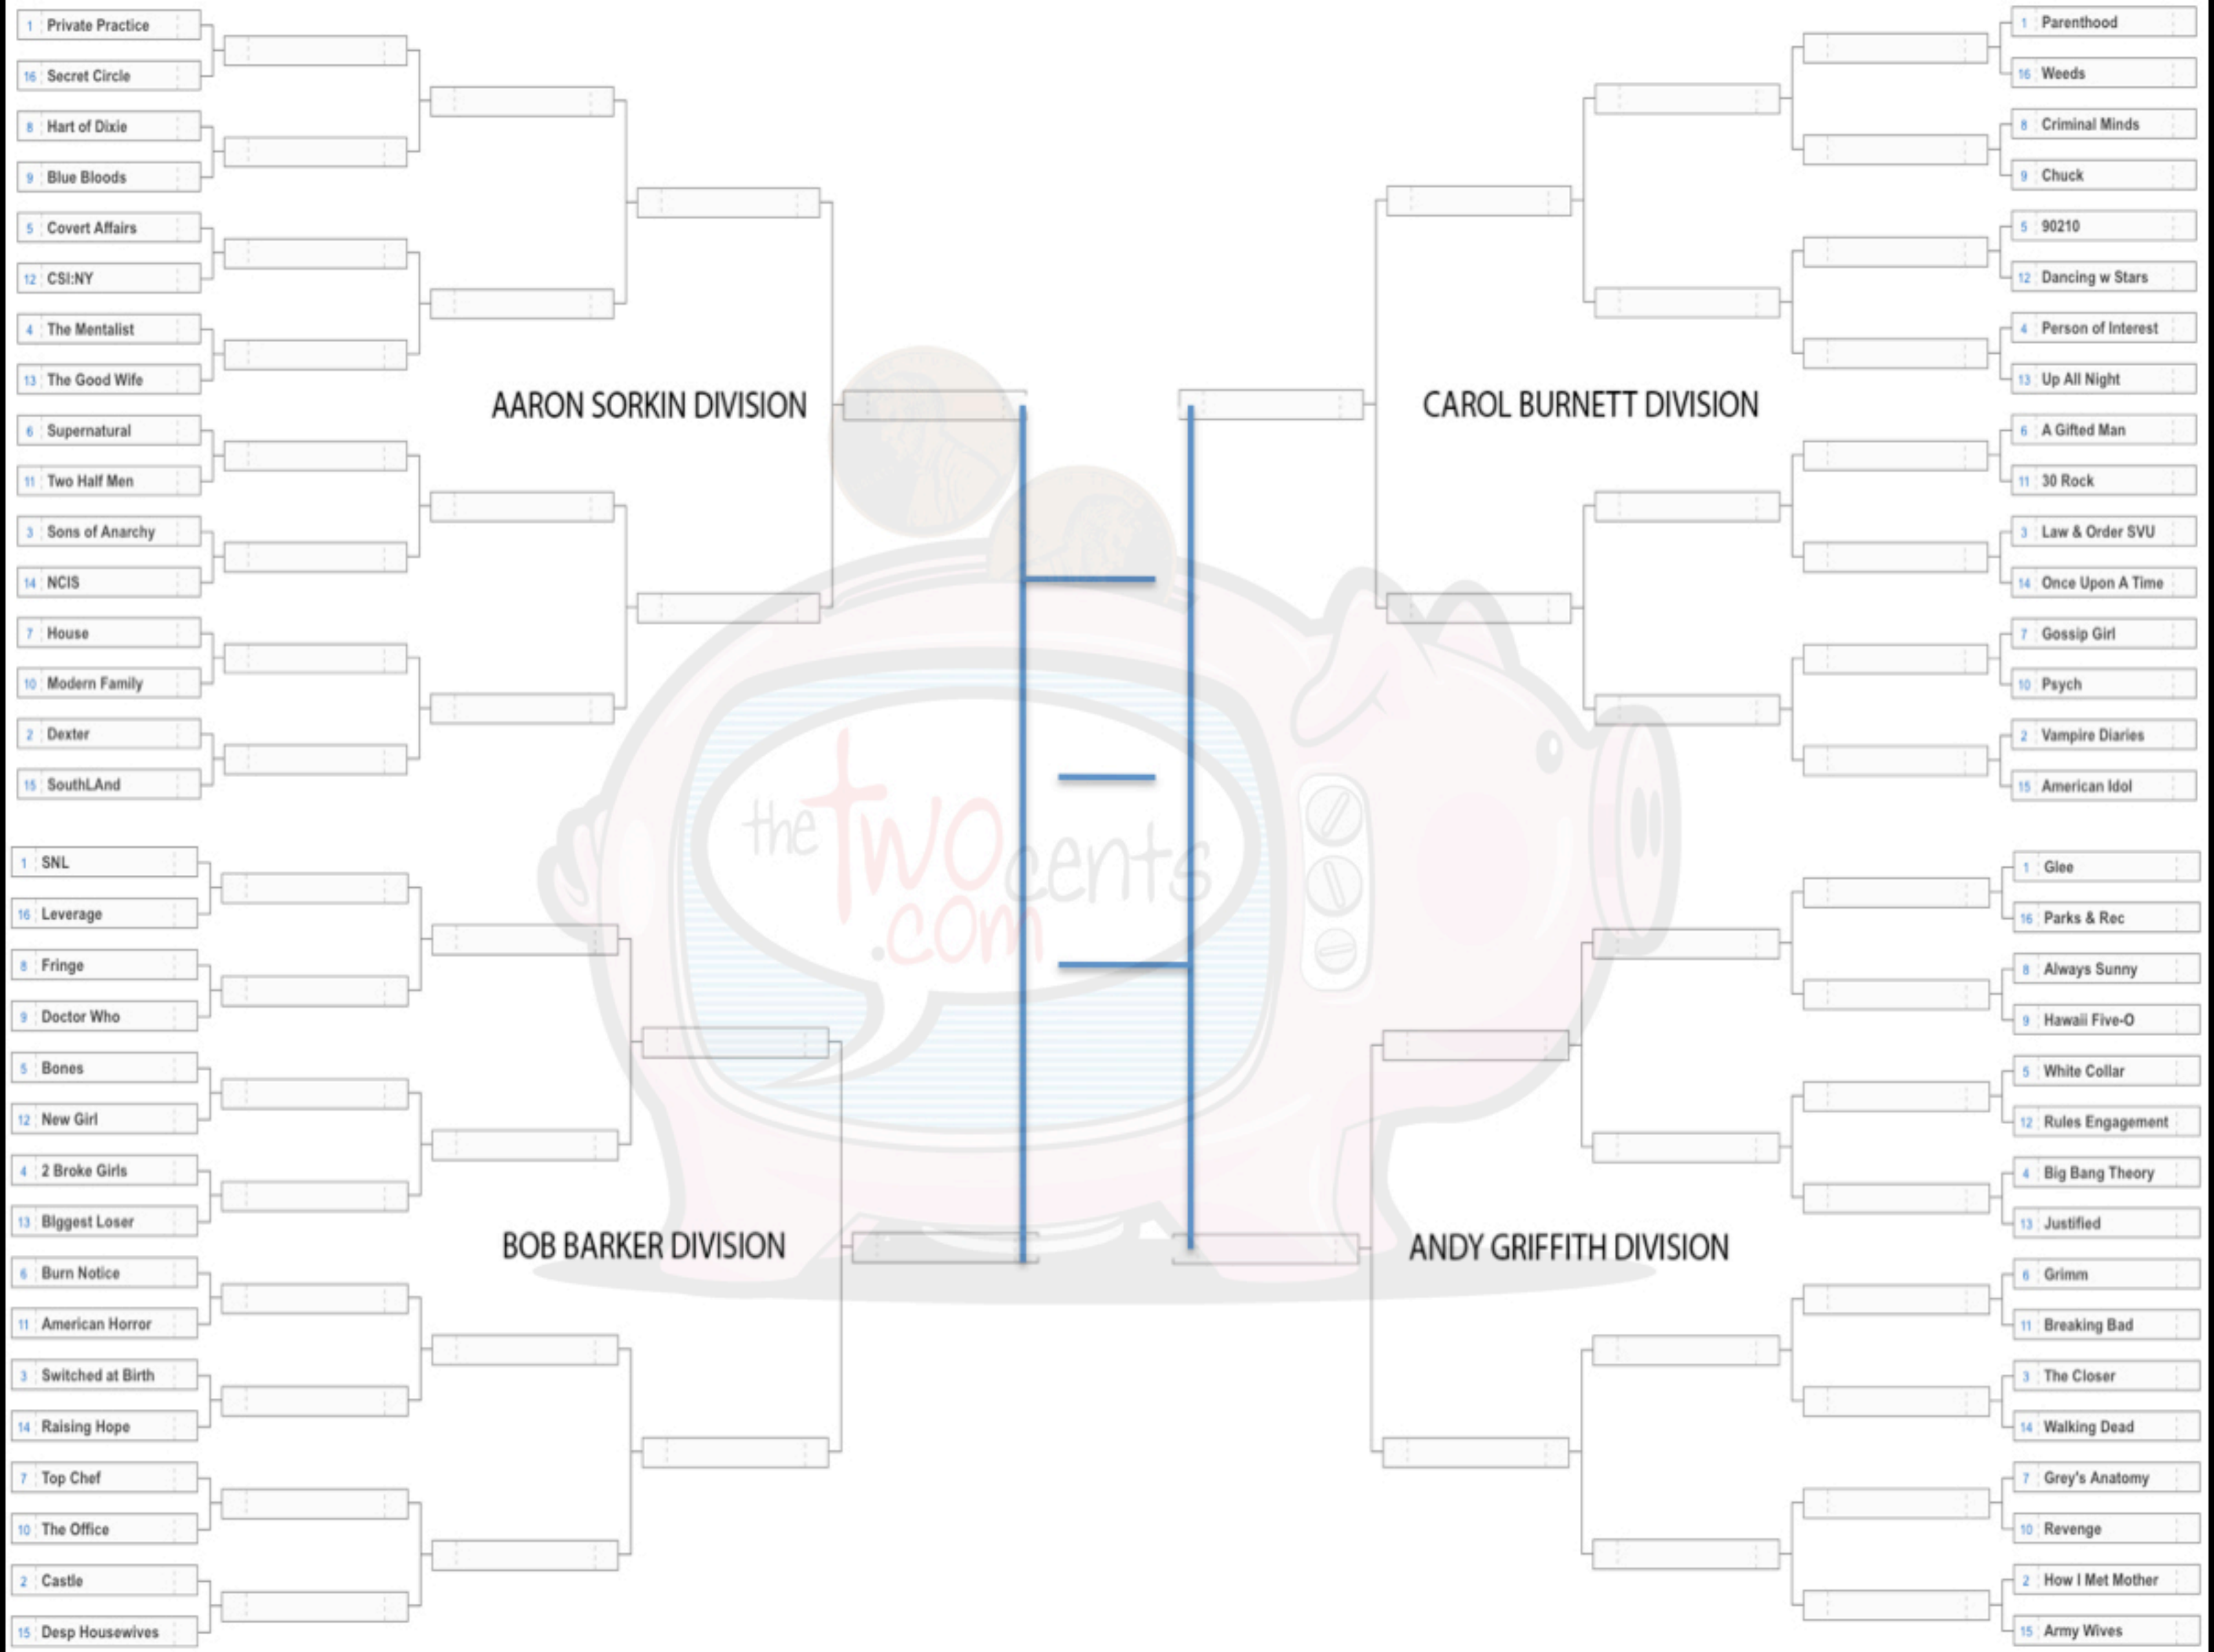 1 Private Practice
16 Secret Circle
8 Hart of Dixie
9 Blue Bloods
5 Covert Affairs
12 CSI:NY
4 The Mentalist
13 The Good Wife
AARON SORKIN DIVISION
6 Supernatural
11 Two Half Men
3 Sons of Anarchy
14 NCIS
7 House
10 Modern Family
2 Dexter
15 SouthLAnd
1 SNL
16 Leverage
8 Fringe
9 Doctor Who
5 Bones
12 New Girl
4 2 Broke Girls
13 BIggest Loser
BOB BARKER DIVISION
6 Burn Notice
11 American Horror
3 Switched at Birth
14 Raising Hope
7 Top Chef
10 The Office
2 Castle
15 Desp Housewives
the
two
cents
.com
1 Parenthood
16 Weeds
8 Criminal Minds
9 Chuck
5 90210
12 Dancing w Stars
4 Person of Interest
13 Up All Night
CAROL BURNETT DIVISION
6 A Gifted Man
11 30 Rock
3 Law & Order SVU
14 Once Upon A Time
7 Gossip Girl
10 Psych
2 Vampire Diaries
15 American Idol
1 Glee
16 Parks & Rec
8 Always Sunny
9 Hawaii Five-O
5 White Collar
12 Rules Engagement
4 Big Bang Theory
13 Justified
ANDY GRIFFITH DIVISION
6 Grimm
11 Breaking Bad
3 The Closer
14 Walking Dead
7 Grey's Anatomy
10 Revenge
2 How I Met Mother
15 Army Wives